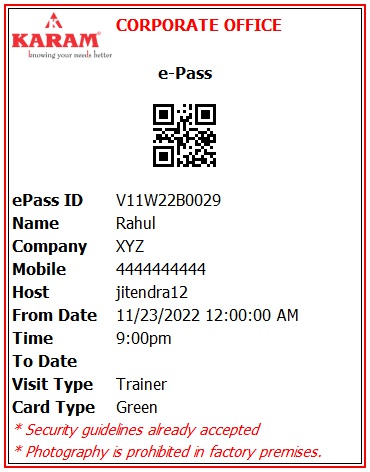 CORPORATE OFFICE
KARAM®
knowing your needs better
e-Pass
ePass ID V11W22B0029
Name Rahul
Company XYZ
Mobile 4444444444
Host jitendra12
From Date 11/23/2022 12:00:00 AM
Time 9:00pm
To Date
Visit Type Trainer
Card Type Green
* Security guidelines already accepted
* Photography is prohibited in factory premises.